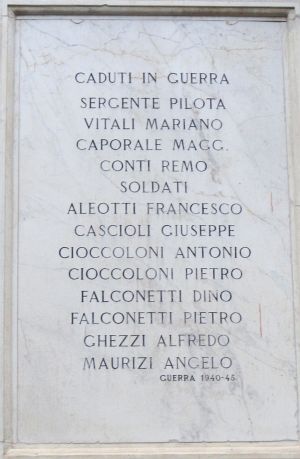 CADUTI IN GUERRA
SERGENTE PILOTA
VITALI MARIANO
CAPORALE MAGG.
CONTI REMO
SOLDATI
ALEOTTI FRANCESCO
CASCIOLI GIUSEPPE
CIOCCOLONI ANTONIO
CIOCCOLONI PIETRO
FALCONETTI DINO
FALCONETTI PIETRO
GHEZZI ALFREDO
MAURIZI ANGELO
GUERRA 1940-45